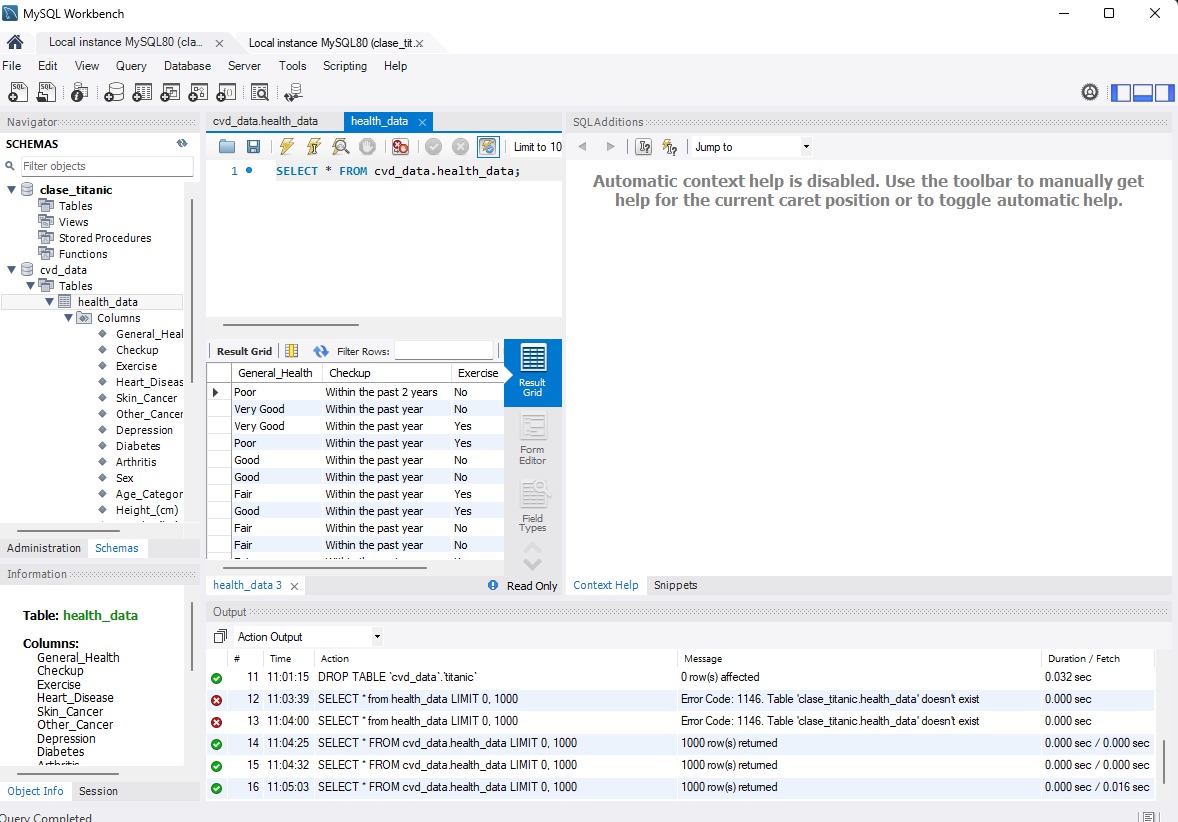 MySQL Workbench
Local instance MySQL80 (cla...
Local instance MySQL80 (clase_tit.
File Edit View Query Database Server Tools Scripting Help
Navigator
SCHEMAS
Filter objects
clase_titanic
Tables
Views
Stored Procedures
Functions
cvd_data
Tables
health_data
Columns
General_Heal
Checkup
Exercise
Heart_Diseas
Skin_Cancer
Other_Cancer
Depression
Diabetes
Arthritis
Sex
Age_Categor
Height_(cm)
Administration Schemas
Information
Table: health_data
Columns:
General_Health
Checkup
Exercise
Heart_Disease
Skin_Cancer
Other_Cancer
Depression
Diabetes
Arthritis
Object Info Session
Query Completed
cvd_data.health_data health_data
Limit to 10
1 SELECT * FROM cvd_data.health_data;
Result Grid Filter Rows:
General_Health Checkup Exercise
Poor Within the past 2 years No
Very Good Within the past year No
Very Good Within the past year Yes
Poor Within the past year Yes
Good Within the past year No
Good Within the past year No
Fair Within the past year Yes
Good Within the past year Yes
Fair Within the past year No
Fair Within the past year No
Result
Grid
Form
Editor
Field
Types
health_data 3
Read Only
SQLAdditions
Jump to
Automatic context help is disabled. Use the toolbar to manually get
help for the current caret position or to toggle automatic help.
Context Help Snippets
Output
Action Output
# Time Action Message Duration / Fetch
11 11:01:15 DROP TABLE `cvd_data`.`titanic` 0 row(s) affected 0.032 sec
12 11:03:39 SELECT * from health_data LIMIT 0, 1000 Error Code: 1146. Table 'clase_titanic.health_data' doesn't exist 0.000 sec
13 11:04:00 SELECT * from health_data LIMIT 0, 1000 Error Code: 1146. Table 'clase_titanic.health_data' doesn't exist 0.000 sec
14 11:04:25 SELECT * FROM cvd_data.health_data LIMIT 0, 1000 1000 row(s) returned 0.000 sec / 0.000 sec
15 11:04:32 SELECT * FROM cvd_data.health_data LIMIT 0, 1000 1000 row(s) returned 0.000 sec / 0.000 sec
16 11:05:03 SELECT * FROM cvd_data.health_data LIMIT 0, 1000 1000 row(s) returned 0.000 sec / 0.016 sec